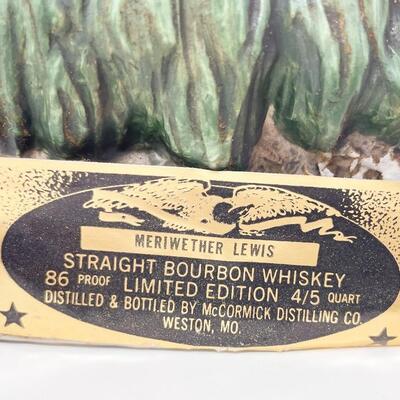 MERIWETHER LEWIS
STRAIGHT BOURBON WHISKEY
86 PROOF LIMITED EDITION 4/5 QUART
DISTILLED & BOTTLED BY McCORMICK DISTILLING CO.
WESTON, MO.